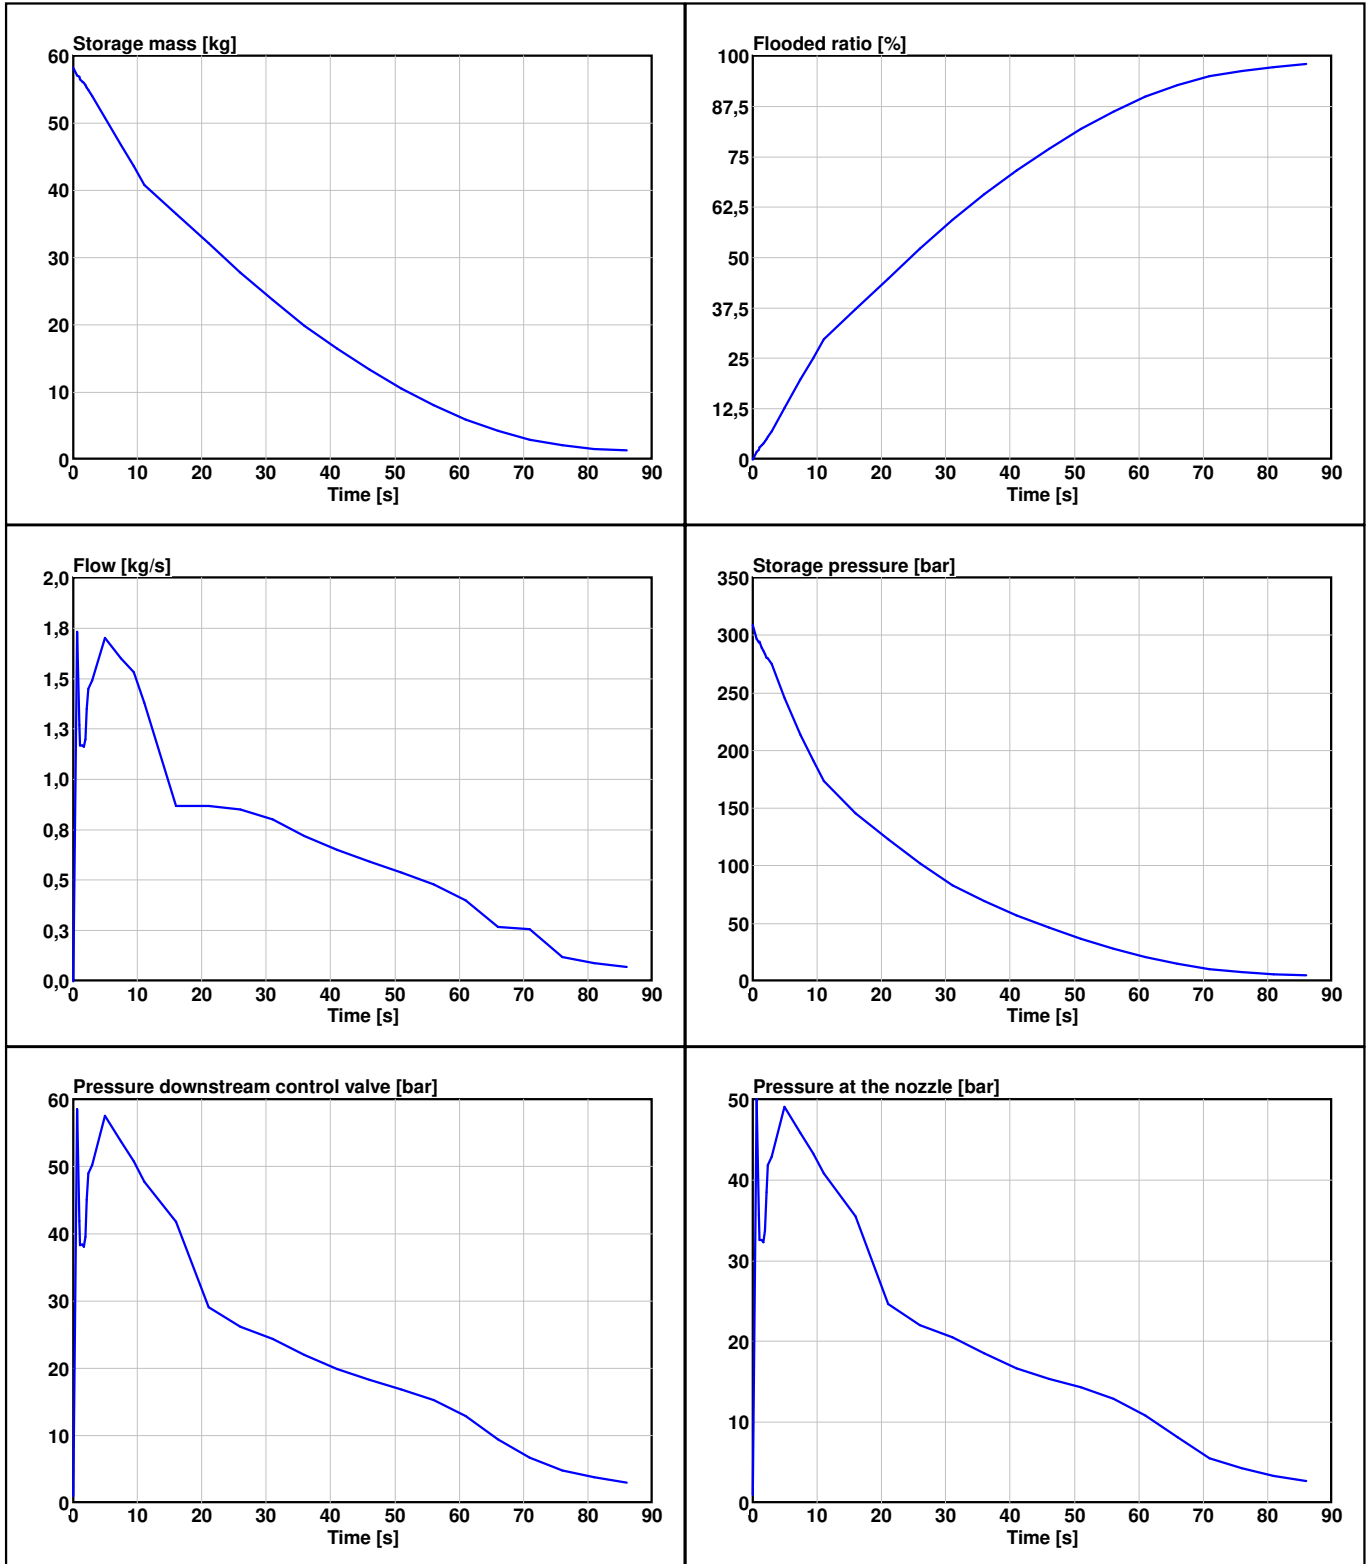 Storage mass [kg]
60
50
40
30
20
10
0
0 10 20 30 40 50 60 70 80 90
Time [s]
Flooded ratio [%]
100
87,5
75
62,5
50
37,5
25
12,5
0
0 10 20 30 40 50 60 70 80 90
Time [s]
Flow [kg/s]
2,0
1,8
1,5
1,3
1,0
0,8
0,5
0,3
0,0
0 10 20 30 40 50 60 70 80 90
Time [s]
Storage pressure [bar]
350
300
250
200
150
100
50
0
0 10 20 30 40 50 60 70 80 90
Time [s]
Pressure downstream control valve [bar]
60
50
40
30
20
10
0
0 10 20 30 40 50 60 70 80 90
Time [s]
Pressure at the nozzle [bar]
50
40
30
20
10
0
0 10 20 30 40 50 60 70 80 90
Time [s]